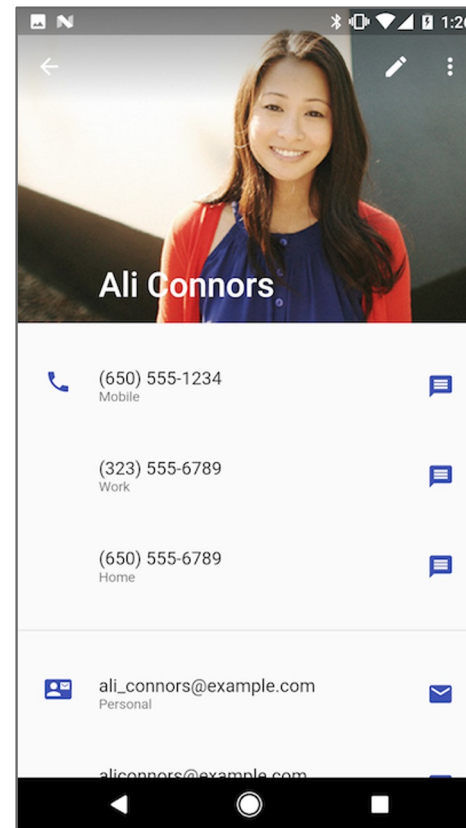 1:26
Ali Connors
(650) 555-1234
Mobile
(323) 555-6789
Work
(650) 555-6789
Home
ali_connors@example.com
Personal
aliconnors@example.com